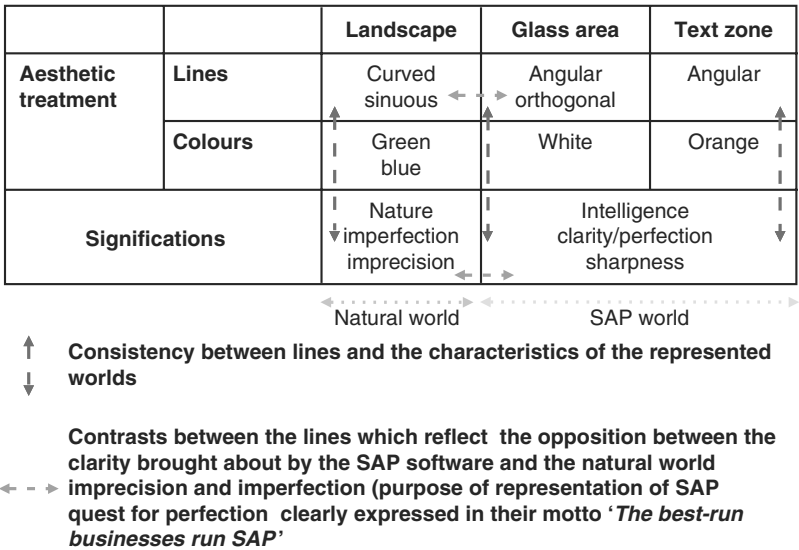 Landscape Glass area Text zone
Aesthetic treatment Lines Curved sinuous Angular orthogonal Angular
Colours Green blue White Orange
Significations Nature imperfection imprecision Intelligence clarity/perfection sharpness
Natural world SAP world
Consistency between lines and the characteristics of the represented
worlds
Contrasts between the lines which reflect the opposition between the
clarity brought about by the SAP software and the natural world
imprecision and imperfection (purpose of representation of SAP
quest for perfection clearly expressed in their motto ‘The best-run
businesses run SAP’